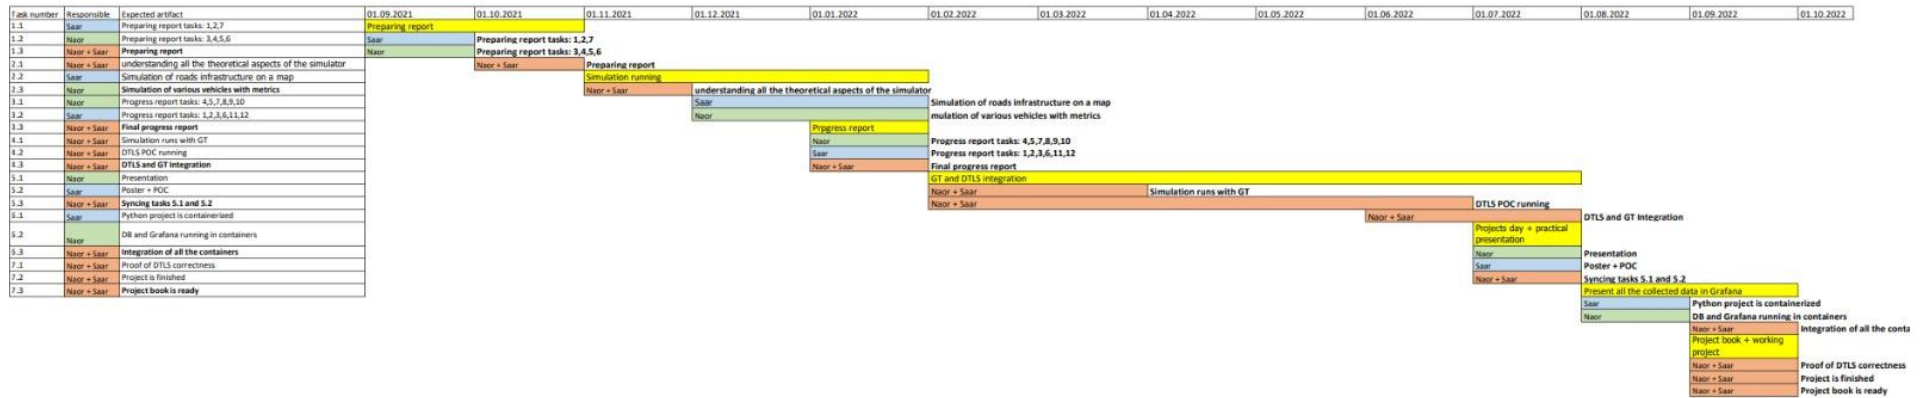 Task number Responsible Expected artifact 01.09.2021 01.10.2021 01.11.2021 01.12.2021 01.01.2022 01.02.2022 01.03.2022 01.04.2022 01.05.2022 01.06.2022 01.07.2022 01.08.2022 01.09.2022 01.10.2022
1.1 Saar Preparing report tasks: 1,2,7 Preparing report
1.2 Naor Preparing report tasks: 3,4,5,6 Saar Preparing report tasks: 1,2,7
1.3 Naor + Saar Preparing report Naor Preparing report tasks: 3,4,5,6
2.1 Naor + Saar understanding all the theoretical aspects of the simulator Naor + Saar Preparing report
2.2 Saar Simulation of roads infrastructure on a map Simulation running
2.3 Naor Simulation of various vehicles with metrics Naor + Saar understanding all the theoretical aspects of the simulator
3.1 Naor Progress report tasks: 4,5,7,8,9,10 Saar Simulation of roads infrastructure on a map
3.2 Saar Progress report tasks: 1,2,3,6,11,12 Naor mulation of various vehicles with metrics
3.3 Naor + Saar Final progress report Prpgress report
4.1 Naor + Saar Simulation runs with GT Naor Progress report tasks: 4,5,7,8,9,10
4.2 Naor + Saar DTLS POC running Saar Progress report tasks: 1,2,3,6,11,12
4.3 Naor + Saar DTLS and GT Integration Naor + Saar Final progress report
5.1 Naor Presentation GT and DTLS integration
5.2 Saar Poster + POC Naor + Saar Simulation runs with GT
5.3 Naor + Saar Syncing tasks 5.1 and 5.2 Naor + Saar DTLS POC running
Saar Python project is containerized Naor + Saar DTLS and GT Integration
Naor DB and Grafana running in containers Projects day + practical
presentation
Naor + Saar Integration of all the containers Naor Presentation
7.1 Naor + Saar Proof of DTLS correctness Saar Poster + POC
7.2 Naor + Saar Project is finished Naor + Saar Syncing tasks 5.1 and 5.2
7.3 Naor + Saar Project book is ready Present all the collected data in Grafana
Saar Python project is containerized
Naor DB and Grafana running in containers
Naor + Saar Integration of all the conta
Project book + working
project
Naor + Saar Proof of DTLS correctness
Naor + Saar Project is finished
Naor + Saar Project book is ready